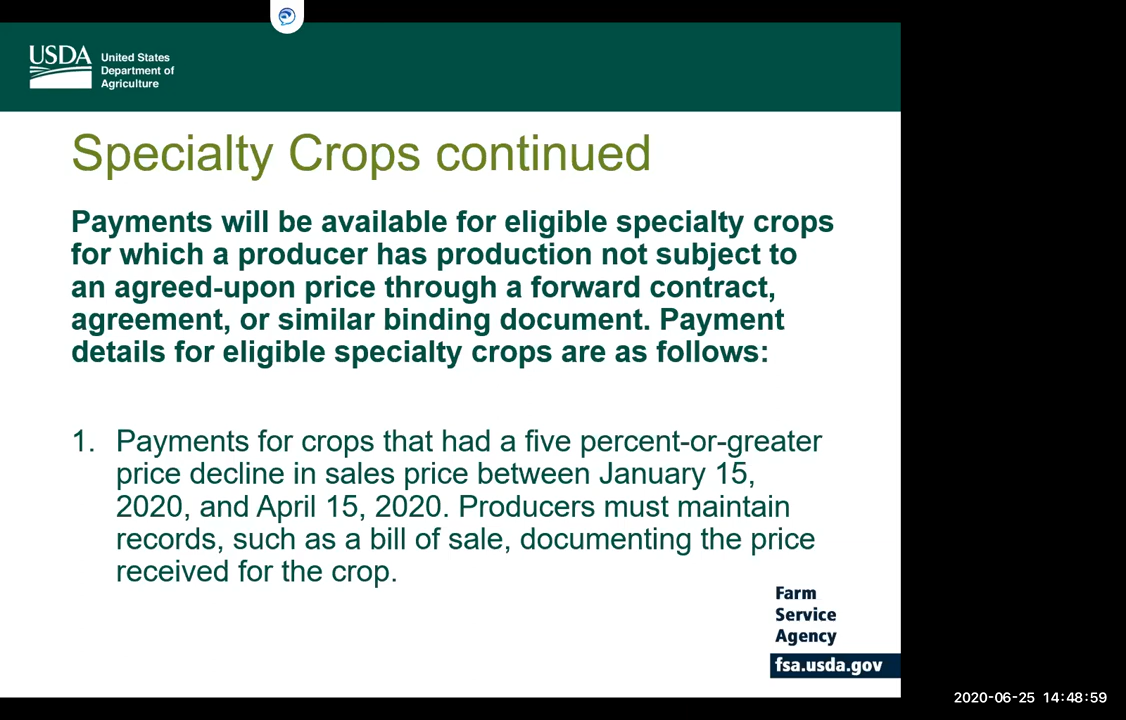 USDA
United States
Department of
Agriculture
Specialty Crops continued
Payments will be available for eligible specialty crops
for which a producer has production not subject to
an agreed-upon price through a forward contract,
agreement, or similar binding document. Payment
details for eligible specialty crops are as follows:
1. Payments for crops that had a five percent-or-greater
price decline in sales price between January 15,
2020, and April 15, 2020. Producers must maintain
records, such as a bill of sale, documenting the price
received for the crop.
Farm
Service
Agency
fsa.usda.gov
2020-06-25 14:48:59